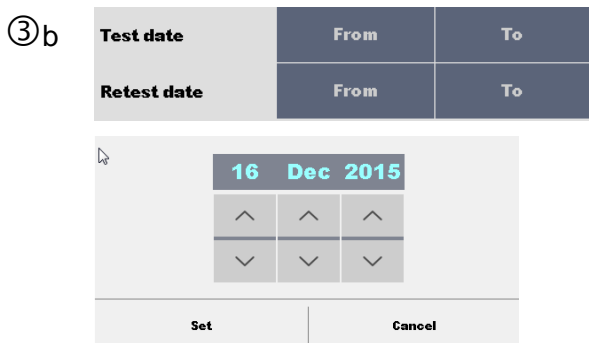 ③b
Test date From To
Retest date From To
16 Dec 2015
Set Cancel